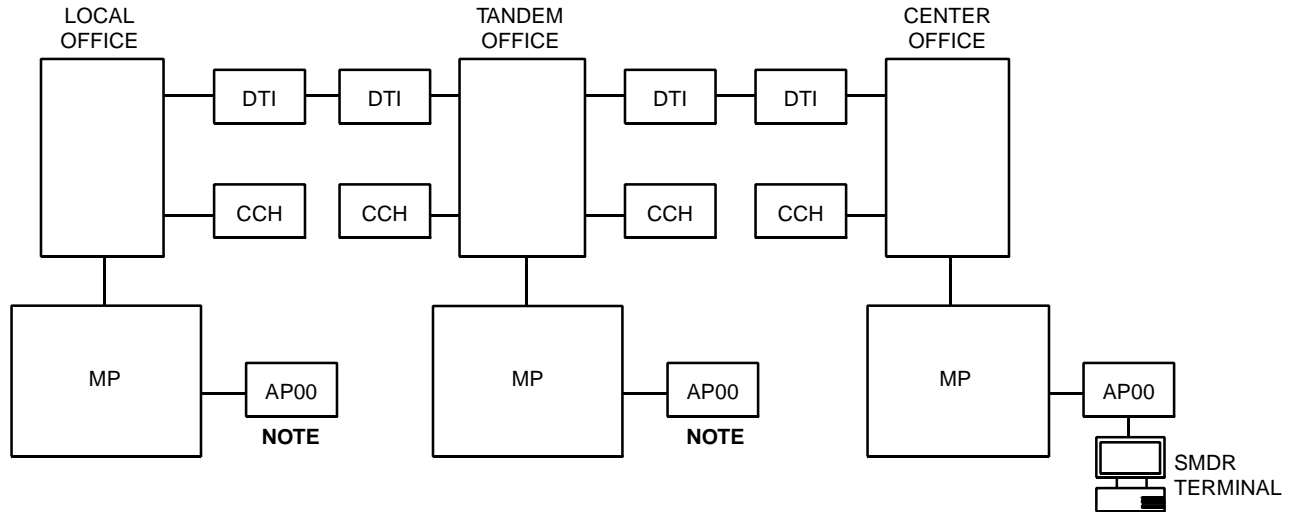 LOCAL
OFFICE
TANDEM
OFFICE
CENTER
OFFICE
DTI
DTI
DTI
DTI
CCH
CCH
CCH
CCH
MP
AP00
NOTE
MP
AP00
NOTE
MP
AP00
SMDR
TERMINAL